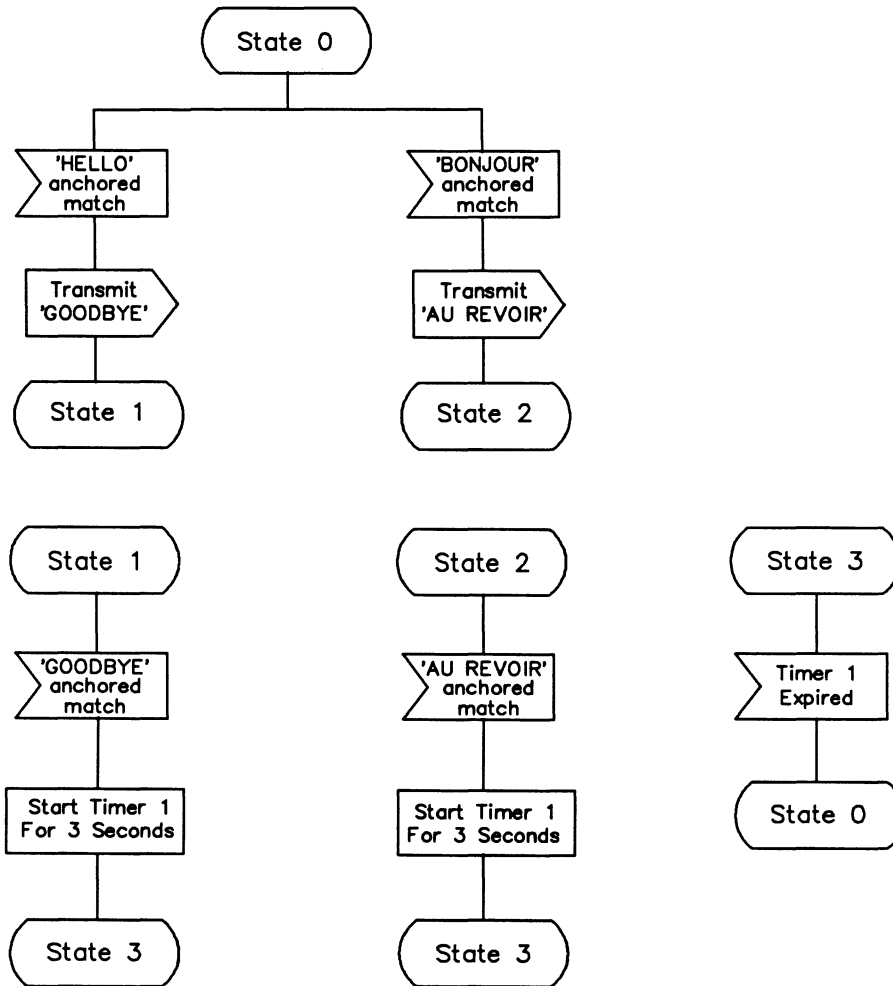 State 0
'HELLO'
anchored
match
'BONJOUR'
anchored
match
Transmit
'GOODBYE'
Transmit
'AU REVOIR'
State 1
State 2
State 1
State 2
State 3
'GOODBYE'
anchored
match
'AU REVOIR'
anchored
match
Timer 1
Expired
Start Timer 1
For 3 Seconds
Start Timer 1
For 3 Seconds
State 0
State 3
State 3